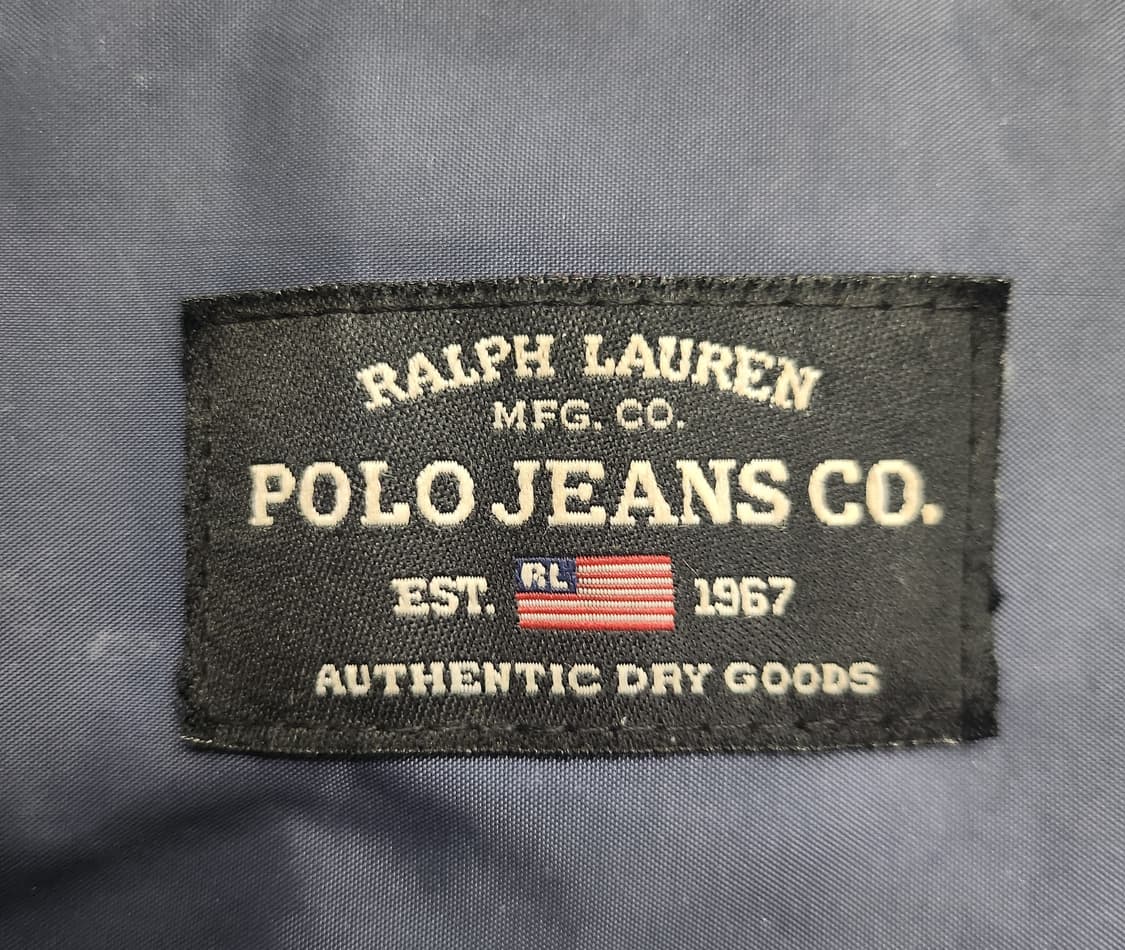 RALPH LAUREN
MFG. CO.
POLO JEANS CO.
EST. RL 1967
AUTHENTIC DRY GOODS